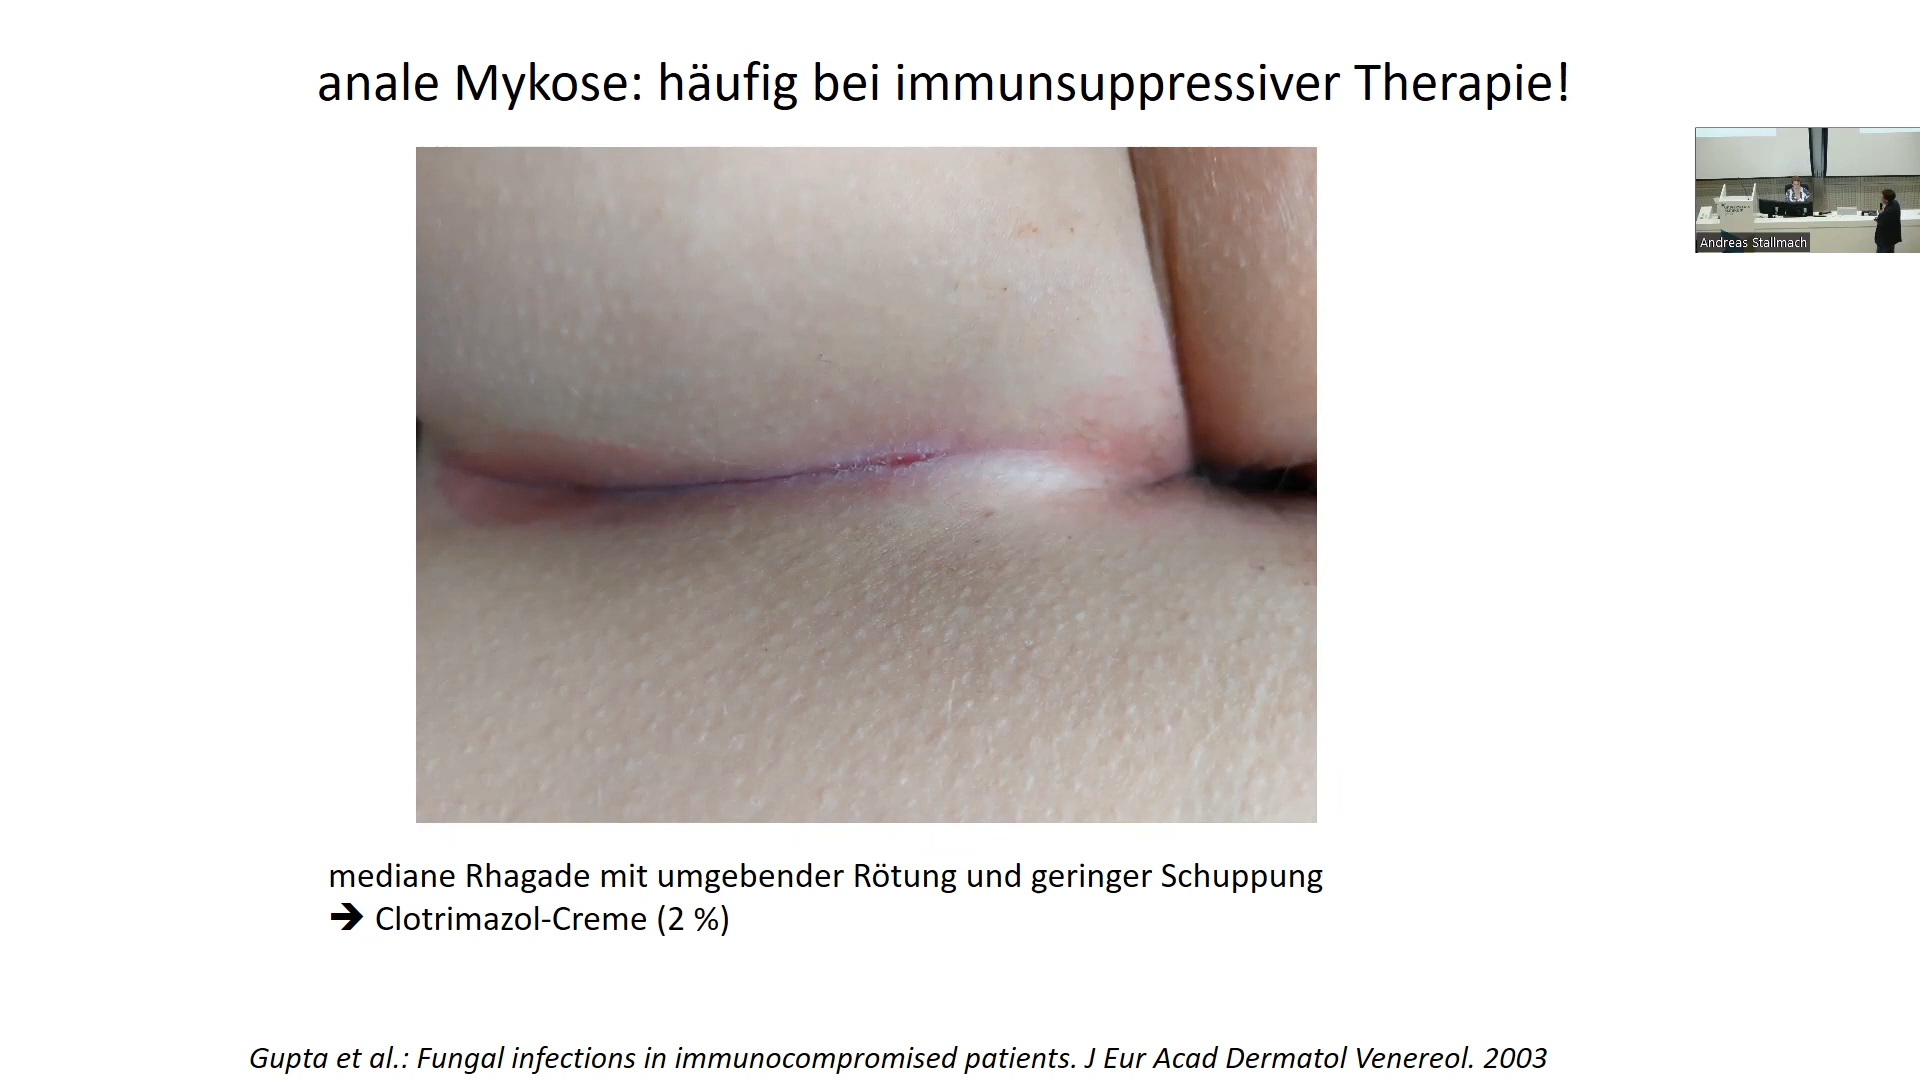 anale Mykose: häufig bei immunsuppressiver Therapie!
Andreas Stallmach
mediane Rhagade mit umgebender Rötung und geringer Schuppung
➔ Clotrimazol-Creme (2 %)
Gupta et al.: Fungal infections in immunocompromised patients. J Eur Acad Dermatol Venereol. 2003